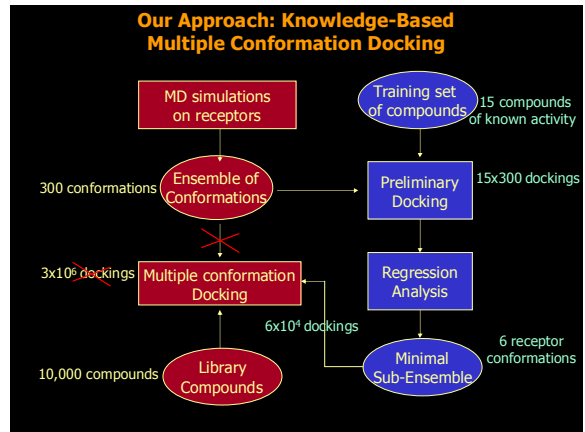 Our Approach: Knowledge-Based
Multiple Conformation Docking
MD simulations
on receptors
Training set
of compounds
15 compounds
of known activity
300 conformations
Ensemble of
Conformations
Preliminary
Docking
15x300 dockings
3x10⁶ dockings
Multiple conformation
Docking
Regression
Analysis
6x10⁴ dockings
10,000 compounds
Library
Compounds
Minimal
Sub-Ensemble
6 receptor
conformations